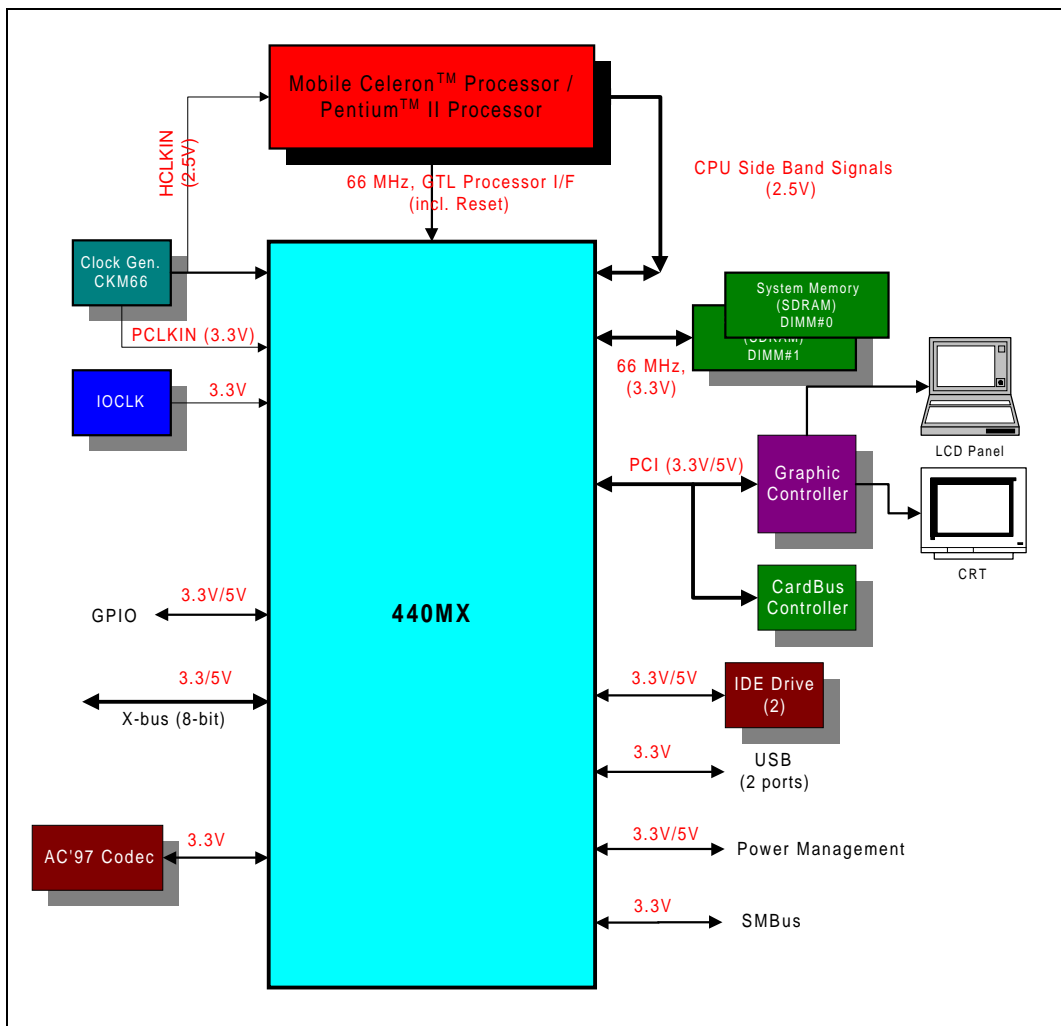 Mobile Celeron™ Processor /
Pentium™ II Processor
HCLKIN
(2.5V)
66 MHz, GTL Processor I/F
(incl. Reset)
CPU Side Band Signals
(2.5V)
Clock Gen.
CKM66
PCLKIN (3.3V)
System Memory
(SDRAM)
DIMM#0
(SDRAM)
DIMM#1
66 MHz,
(3.3V)
IOCLK
3.3V
LCD Panel
PCI (3.3V/5V)
Graphic
Controller
CRT
CardBus
Controller
GPIO
3.3V/5V
440MX
3.3/5V
X-bus (8-bit)
3.3V/5V
IDE Drive
(2)
3.3V
USB
(2 ports)
AC'97 Codec
3.3V
3.3V/5V
Power Management
3.3V
SMBus